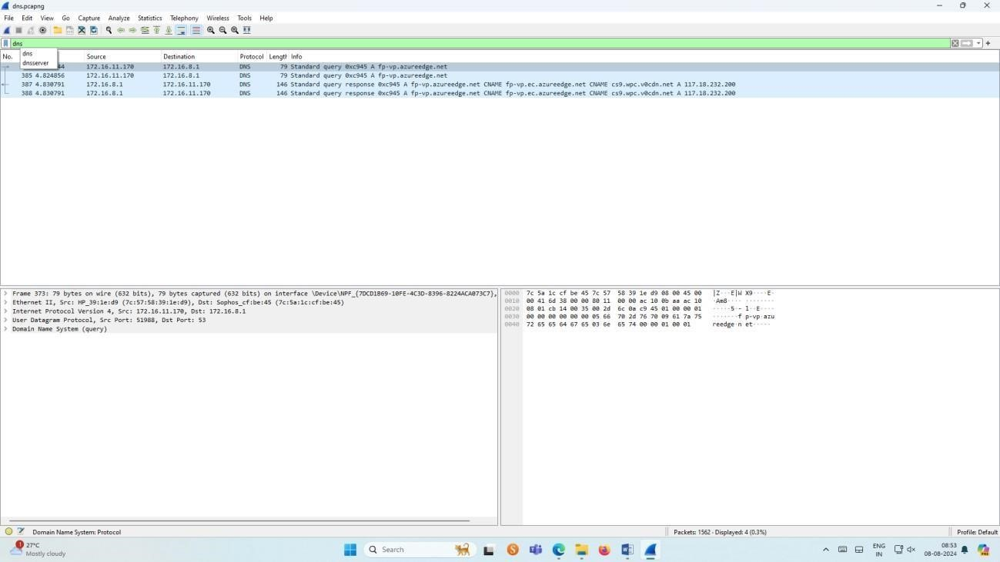 dns.pcapng
File Edit View Go Capture Analyze Statistics Telephony Wireless Tools Help
dns
dns
dnsserver
No. Source Destination Protocol Length Info
44 172.16.11.170 172.16.8.1 DNS 79 Standard query 0xc945 A fp-vp.azureedge.net
385 4.824856 172.16.11.170 172.16.8.1 DNS 79 Standard query 0xc945 A fp-vp.azureedge.net
387 4.830791 172.16.8.1 172.16.11.170 DNS 146 Standard query response 0xc945 A fp-vp.azureedge.net CNAME fp-vp.ec.azureedge.net CNAME cs9.wpc.v0cdn.net A 117.18.232.200
388 4.830791 172.16.8.1 172.16.11.170 DNS 146 Standard query response 0xc945 A fp-vp.azureedge.net CNAME fp-vp.ec.azureedge.net CNAME cs9.wpc.v0cdn.net A 117.18.232.200
Frame 373: 79 bytes on wire (632 bits), 79 bytes captured (632 bits) on interface \Device\NPF_{7DCD1B69-10FE-4C3D-8396-8224ACA073C7},
Ethernet II, Src: HP_39:1e:d9 (7c:57:58:39:1e:d9), Dst: Sophos_cf:be:45 (7c:5a:1c:cf:be:45)
Internet Protocol Version 4, Src: 172.16.11.170, Dst: 172.16.8.1
User Datagram Protocol, Src Port: 51988, Dst Port: 53
Domain Name System (query)
0000 7c 5a 1c cf be 45 7c 57 58 39 1e d9 08 00 45 00 |Z···E|W X9····E·
0010 00 41 6d 38 00 00 80 11 00 00 ac 10 0b aa ac 10 ·Am8···· ········
0020 08 01 cb 14 00 35 00 2d 6c 0a c9 45 01 00 00 01 ·····5·- l··E····
0030 00 00 00 00 00 00 05 66 70 2d 76 70 09 61 7a 75 ·······f p-vp·azu
0040 72 65 65 64 67 65 03 6e 65 74 00 00 01 00 01 reedge·n et·····
Domain Name System: Protocol
Packets: 1562 · Displayed: 4 (0.3%)
Profile: Default
1
27°C
Mostly cloudy
Search
ENG
IN
08:53
08-08-2024